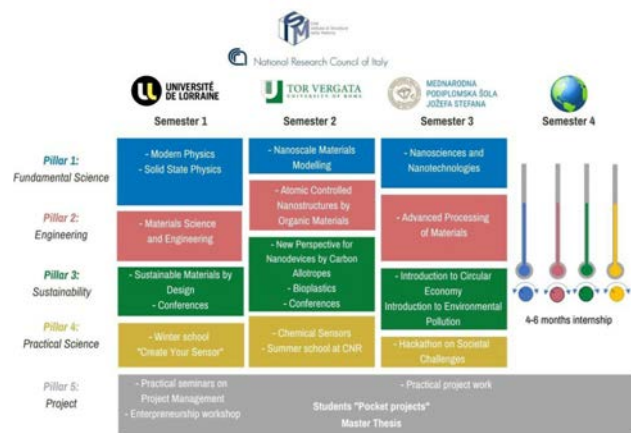 National Research Council of Italy
UNIVERSITÉ
DE LORRAINE
TOR VERGATA
UNIVERSITY OF ROME
MEDNARODNA
PODIPLOMSKA ŠOLA
JOŽEFA STEFANA
Semester 1
Semester 2
Semester 3
Semester 4
Pillar 1:
Fundamental Science
- Modern Physics
- Solid State Physics
- Nanoscale Materials
Modelling
- Nanosciences and
Nanotechnologies
Pillar 2:
Engineering
- Materials Science
and Engineering
- Atomic Controlled
Nanostructures by
Organic Materials
- Advanced Processing
of Materials
Pillar 3:
Sustainability
- Sustainable Materials by
Design
- Conferences
- New Perspective for
Nanodevices by Carbon
Allotropes
- Bioplastics
- Conferences
- Introduction to Circular
Economy
Introduction to Environmental
Pollution
4-6 months internship
Pillar 4:
Practical Science
- Winter school
"Create Your Sensor"
- Chemical Sensors
- Summer school at CNR
- Hackathon on Societal
Challenges
Pillar 5:
Project
- Practical seminars on
Project Management
- Enterpreneurship workshop
- Practical project work
Students "Pocket projects"
Master Thesis